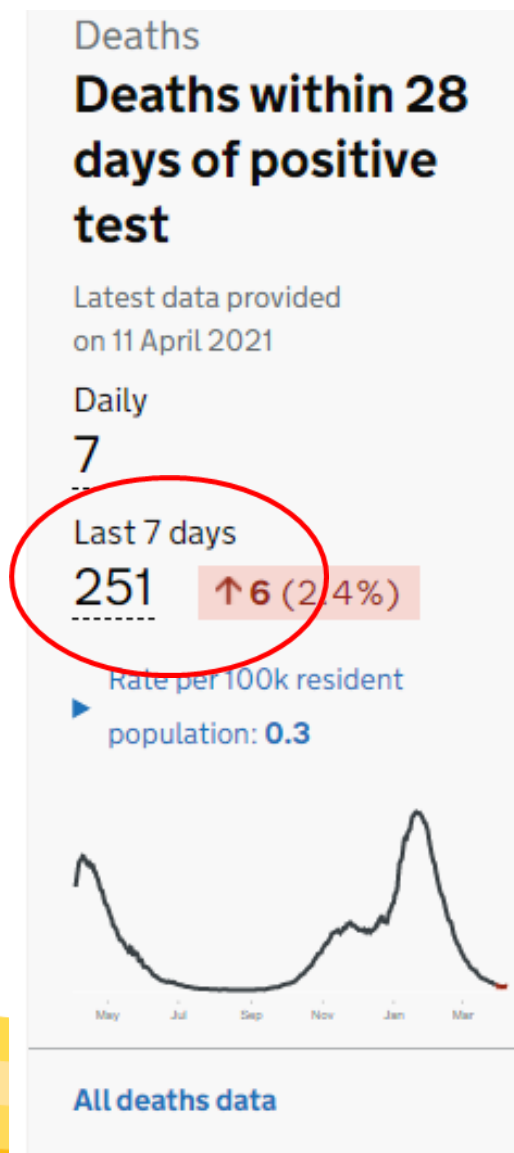 Deaths
Deaths within 28
days of positive
test
Latest data provided
on 11 April 2021
Daily
7
Last 7 days
251 ↑6 (2.4%)
Rate per 100k resident
population: 0.3
May Jul Sep Nov Jan Mar
All deaths data